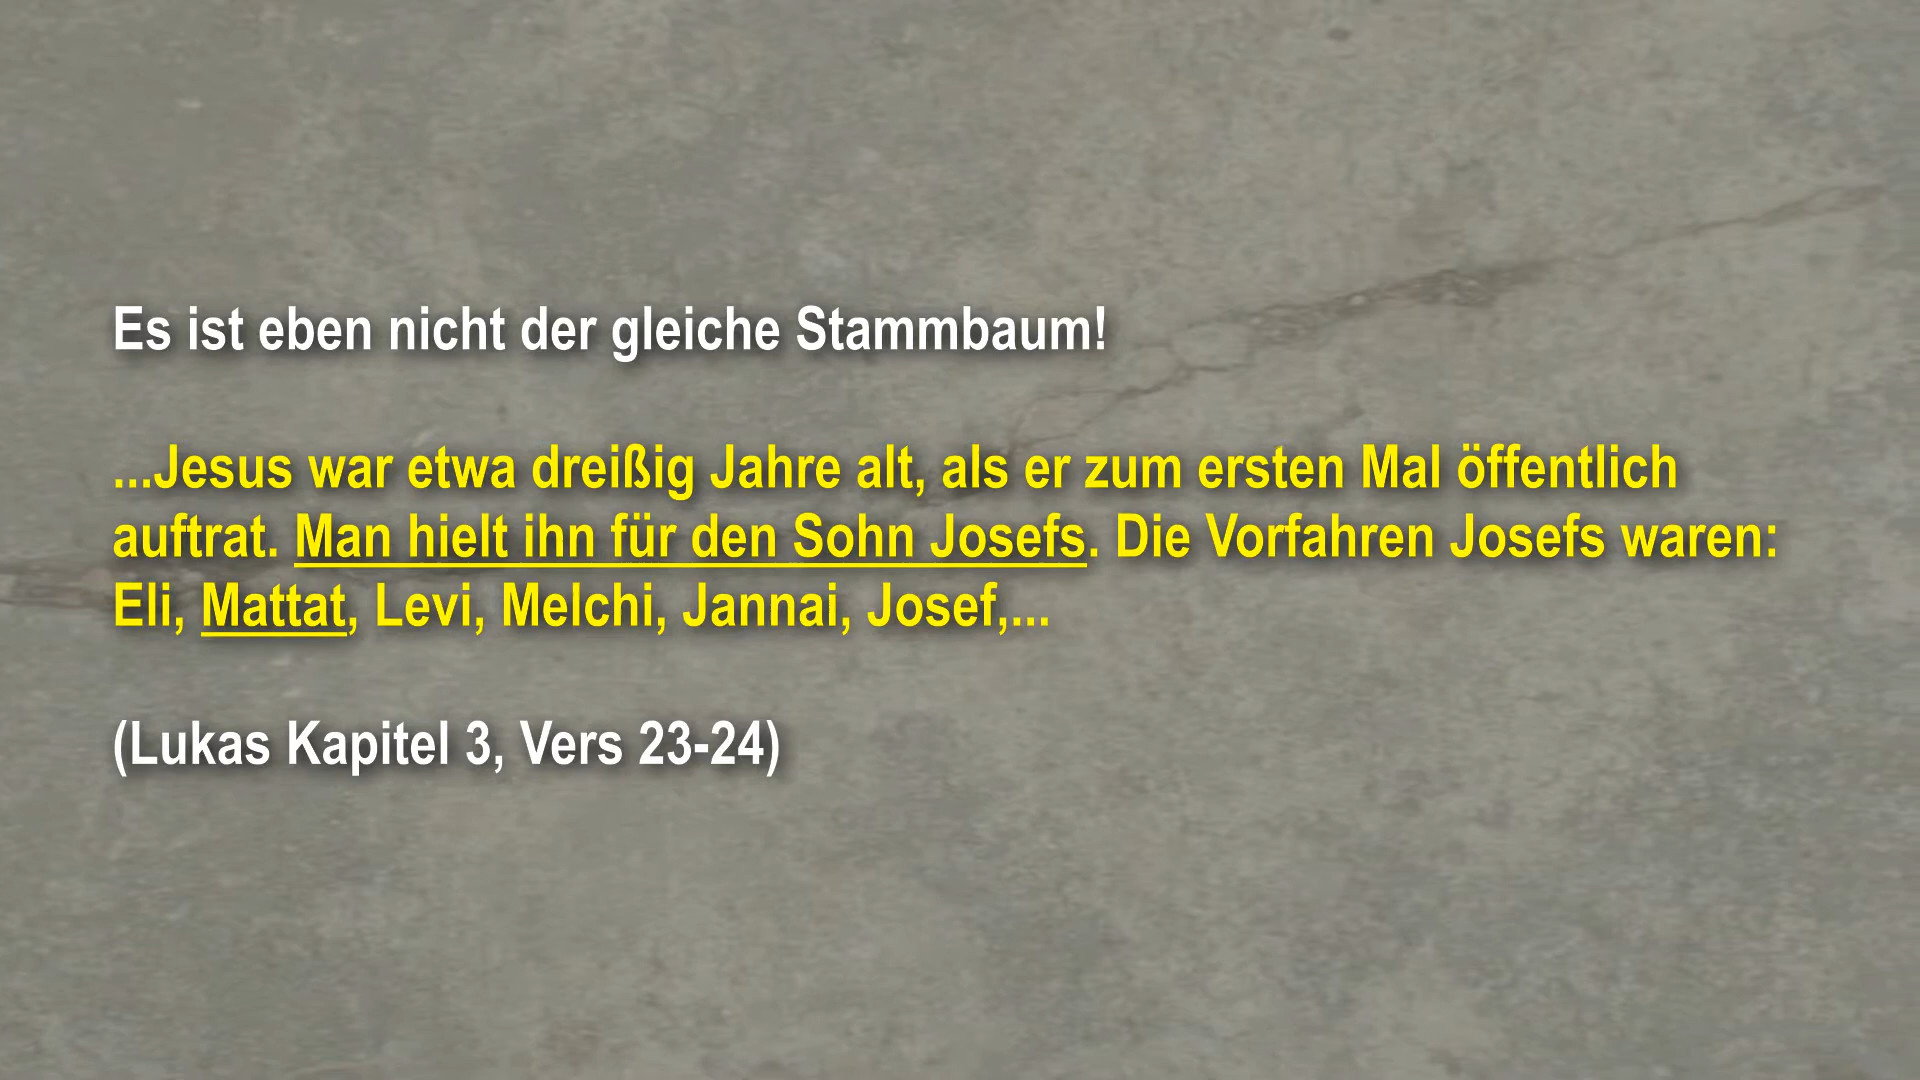 Es ist eben nicht der gleiche Stammbaum!
...Jesus war etwa dreißig Jahre alt, als er zum ersten Mal öffentlich
auftrat. Man hielt ihn für den Sohn Josefs. Die Vorfahren Josefs waren:
Eli, Mattat, Levi, Melchi, Jannai, Josef,...
(Lukas Kapitel 3, Vers 23-24)